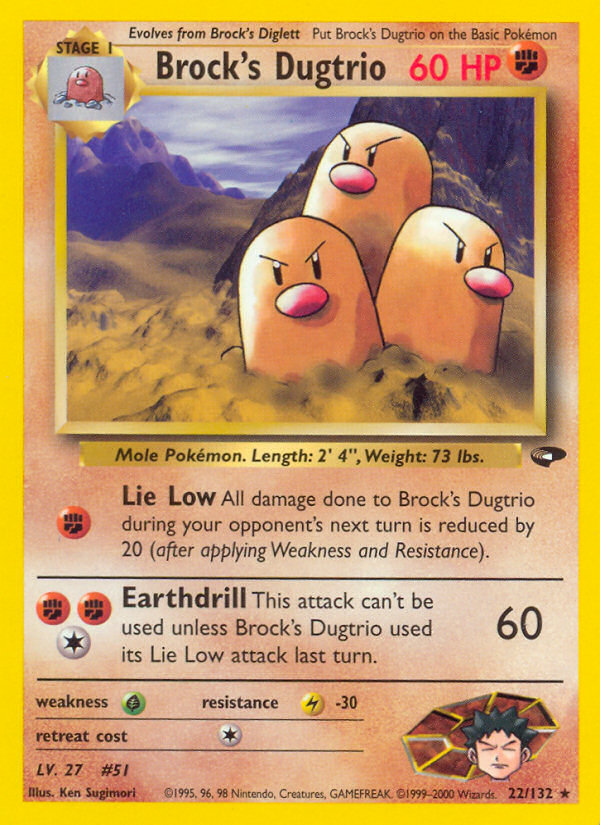 Evolves from Brock's Diglett Put Brock's Dugtrio on the Basic Pokémon
STAGE 1
Brock's Dugtrio 60 HP
Mole Pokémon. Length: 2' 4", Weight: 73 lbs.
Lie Low All damage done to Brock's Dugtrio
during your opponent's next turn is reduced by
20 (after applying Weakness and Resistance).
Earthdrill This attack can't be
used unless Brock's Dugtrio used
its Lie Low attack last turn.
60
weakness resistance -30
retreat cost
LV. 27 #51
Illus. Ken Sugimori ©1995, 96, 98 Nintendo, Creatures, GAMEFREAK. ©1999–2000 Wizards. 22/132 ★